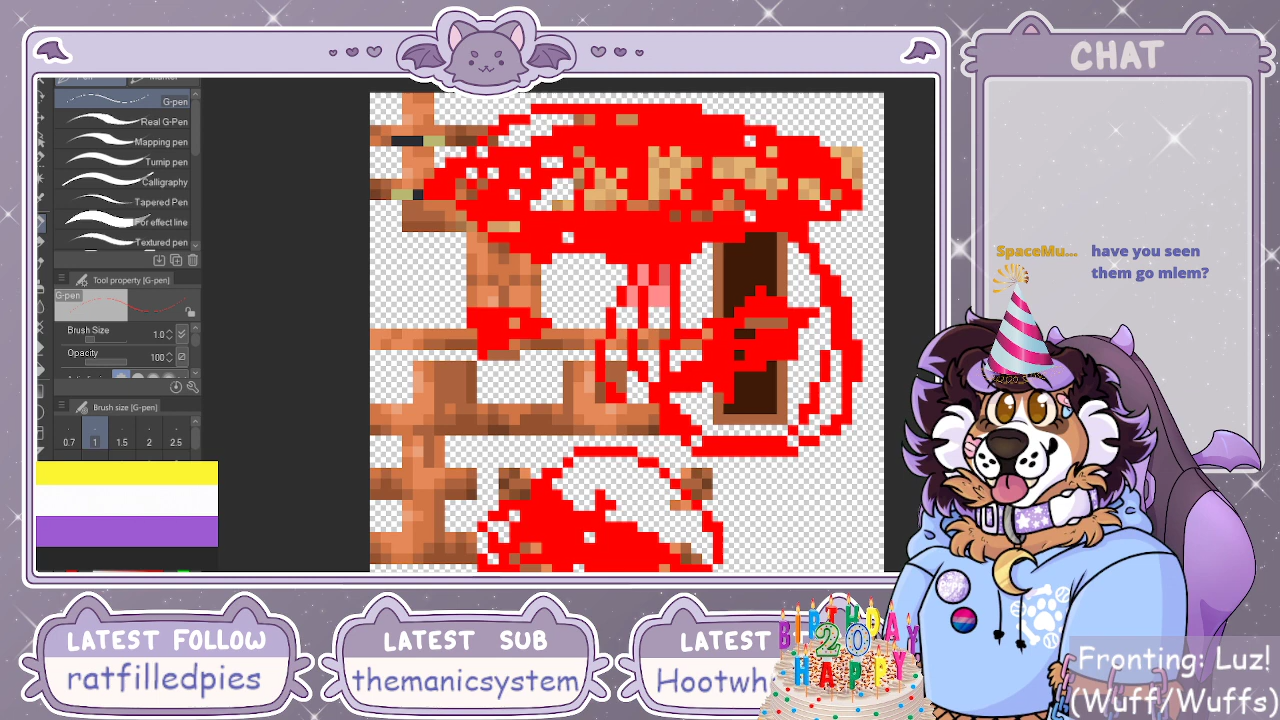 CHAT
G-pen
Real G-Pen
Mapping pen
Turnip pen
Calligraphy
Tapered Pen
For effect line
Textured pen
Tool property [G-pen]
G-pen
Brush Size
1.0
Opacity
100
Brush size [G-pen]
0.7 1 1.5 2 2.5
SpaceMu... have you seen
them go mlem?
LATEST FOLLOW
ratfilledpies
LATEST SUB
themanicsystem
LATEST
BIRTHDAY
20
HAPPY
Fronting: Luz!
(Wuff/Wuffs)